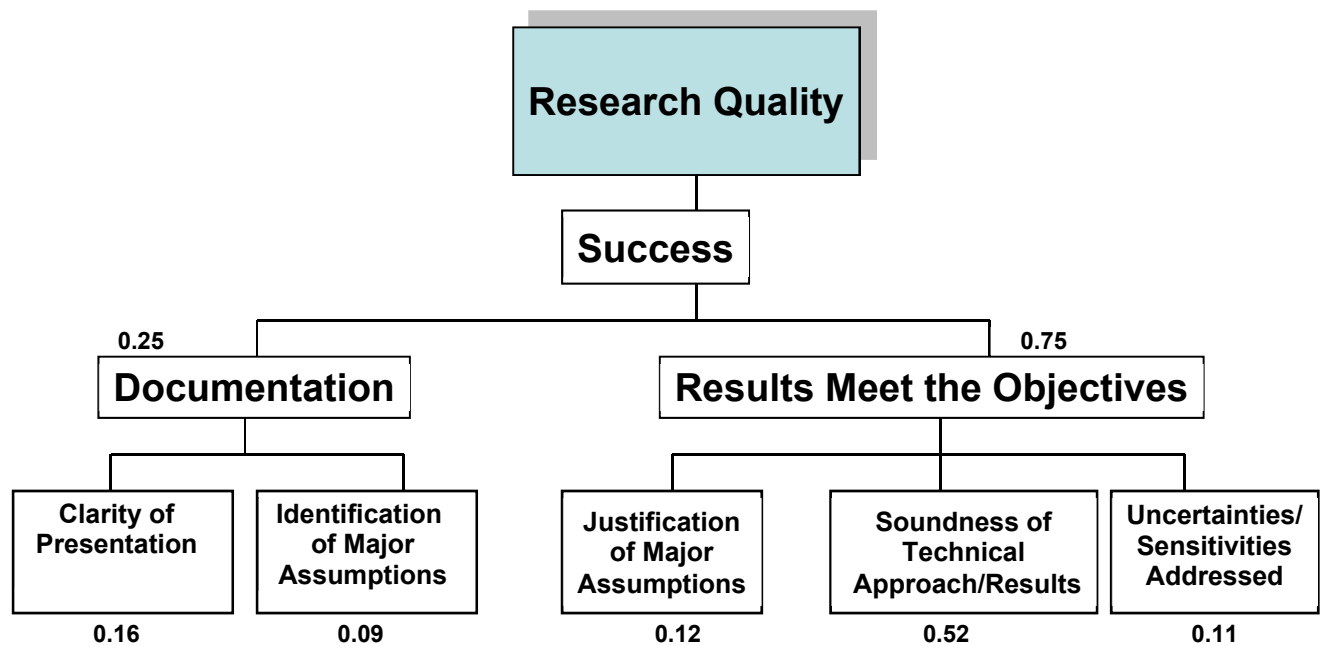 Research Quality
Success
0.25
0.75
Documentation
Results Meet the Objectives
Clarity of
Presentation
Identification
of Major
Assumptions
Justification
of Major
Assumptions
Soundness of
Technical
Approach/Results
Uncertainties/
Sensitivities
Addressed
0.16
0.09
0.12
0.52
0.11